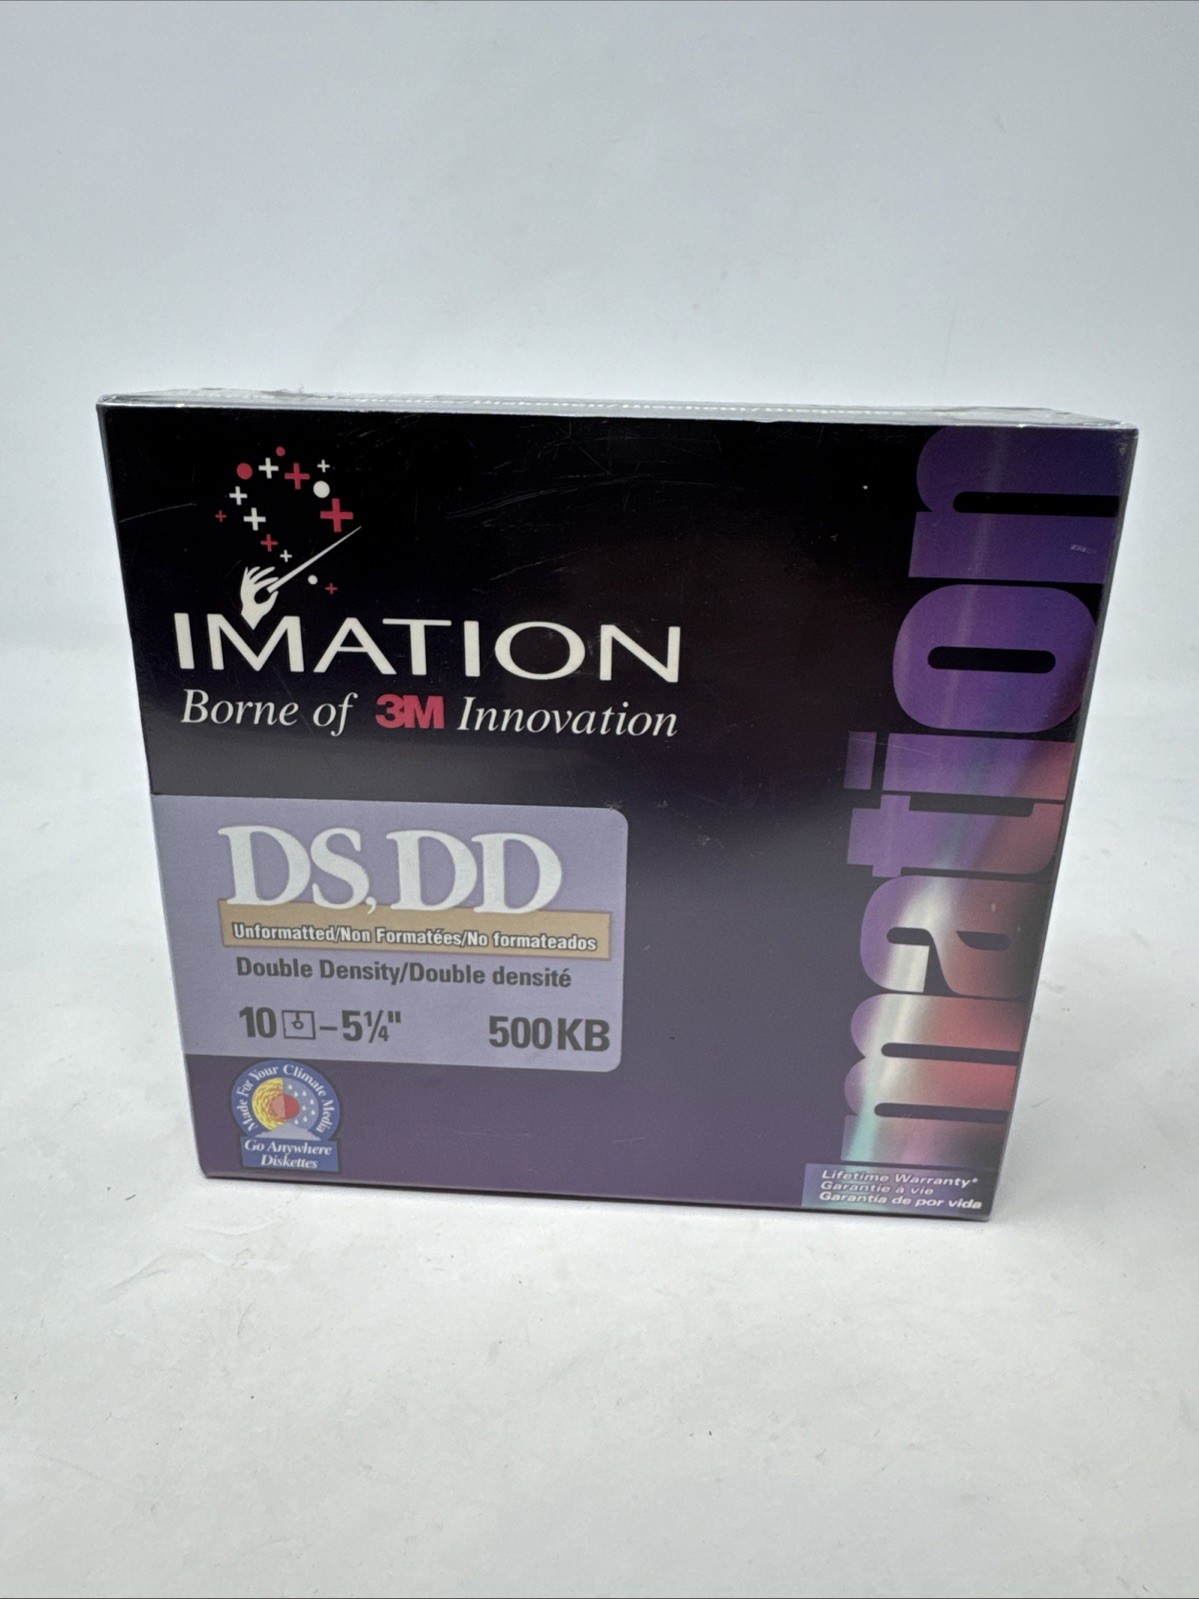 IMATION
Borne of 3M Innovation
DS, DD
Unformatted/Non Formatées/No formateados
Double Density/Double densité
10 – 5¼"
500KB
Made For Your Climate Media
Go Anywhere
Diskettes
imation
Lifetime Warranty*
Garantie à vie
Garantía de por vida